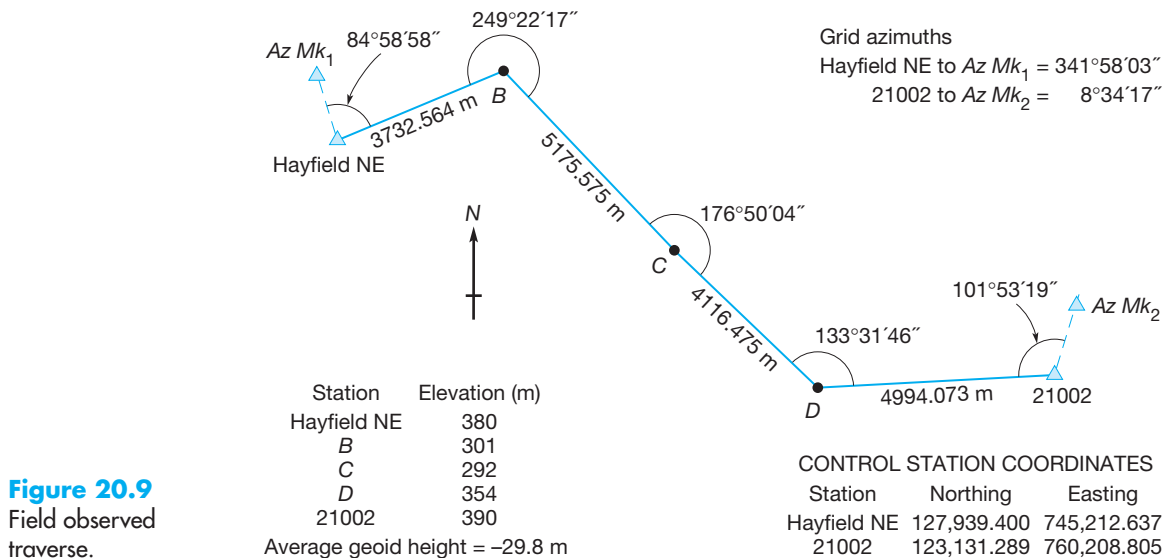 249°22′17″
84°58′58″
Az Mk1
B
3732.564 m
Hayfield NE
Grid azimuths
Hayfield NE to Az Mk1 = 341°58′03″
21002 to Az Mk2 = 8°34′17″
5175.575 m
N
176°50′04″
C
4116.475 m
101°53′19″
Az Mk2
133°31′46″
D
4994.073 m
21002
Station Elevation (m)
Hayfield NE 380
B 301
C 292
D 354
21002 390
Average geoid height = –29.8 m
CONTROL STATION COORDINATES
Station Northing Easting
Hayfield NE 127,939.400 745,212.637
21002 123,131.289 760,208.805
Figure 20.9
Field observed
traverse.